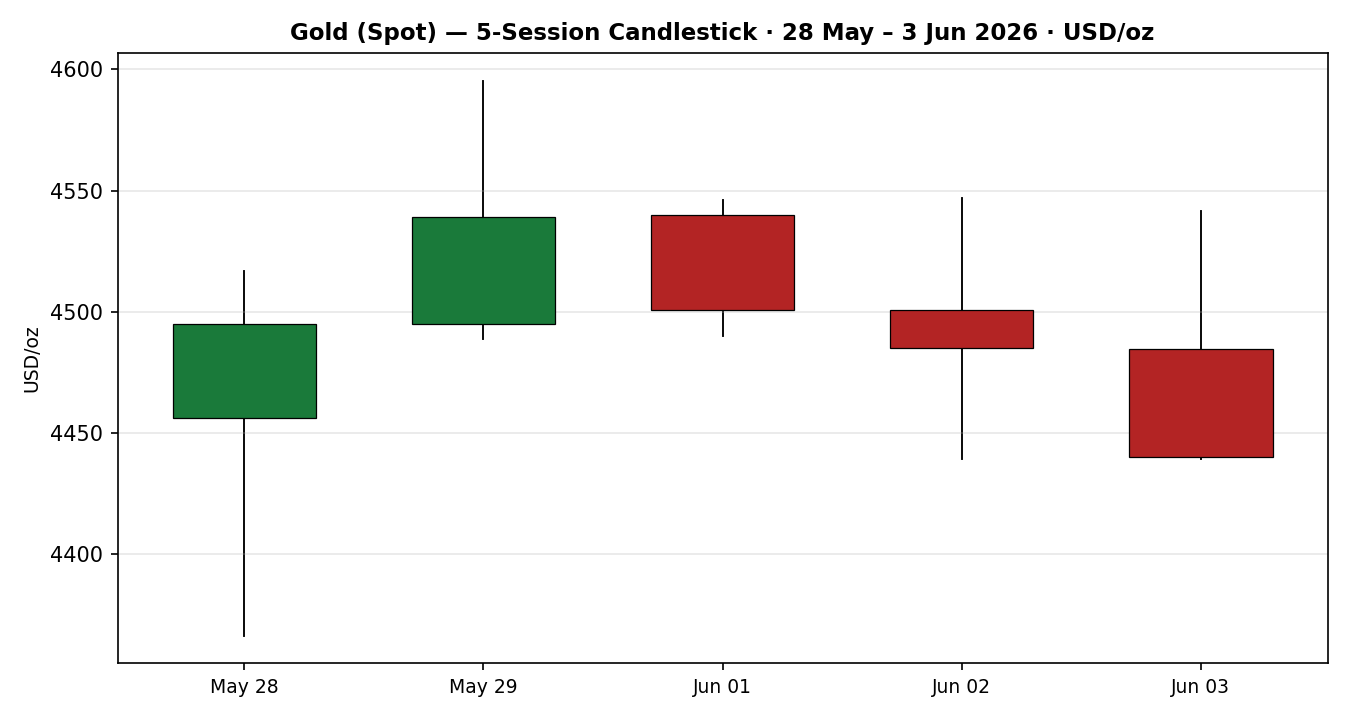 Gold (Spot) — 5-Session Candlestick · 28 May – 3 Jun 2026 · USD/oz
4600
4550
4500
4450
4400
USD/oz
May 28
May 29
Jun 01
Jun 02
Jun 03